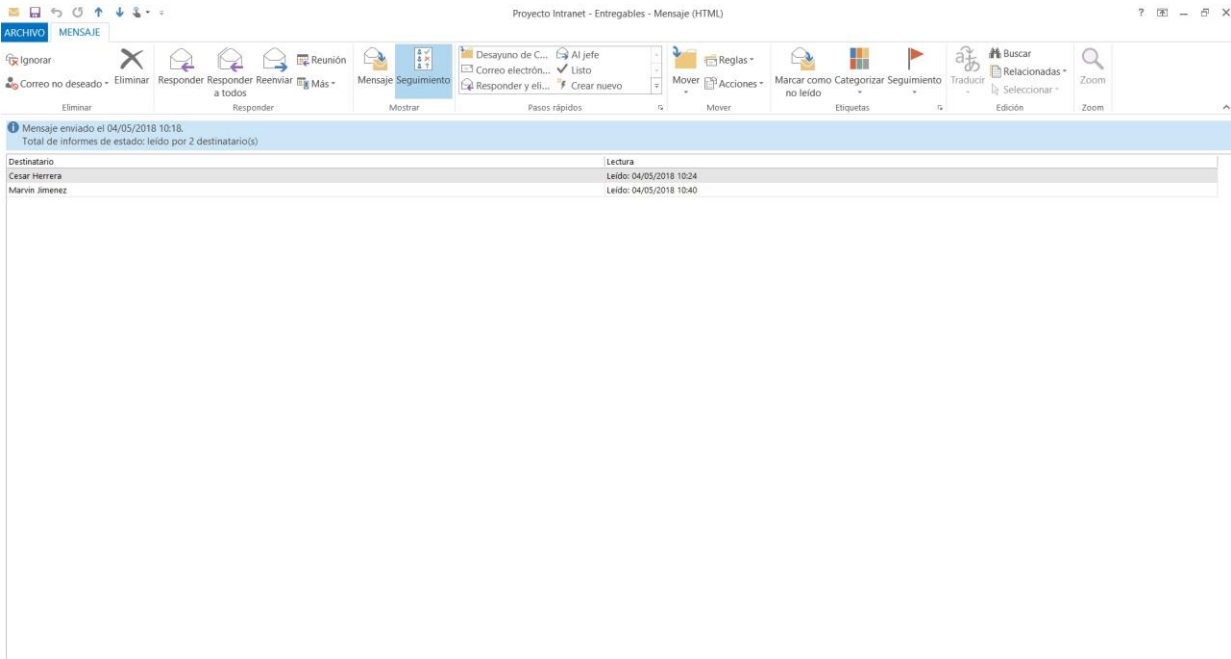 Proyecto Intranet - Entregables - Mensaje (HTML)
?
ARCHIVO MENSAJE
Ignorar
Correo no deseado
Eliminar
Eliminar
Responder Responder a todos Reenviar
Reunión
Más
Responder
Mensaje Seguimiento
Mostrar
Desayuno de C... Al jefe
Correo electrón... Listo
Responder y eli... Crear nuevo
Pasos rápidos
Mover
Reglas
Acciones
Mover
Marcar como no leído Categorizar Seguimiento
Etiquetas
Traducir
Buscar
Relacionadas
Seleccionar
Edición
Zoom
Zoom
Mensaje enviado el 04/05/2018 10:18.
Total de informes de estado: leído por 2 destinatario(s)
Destinatario Lectura
Cesar Herrera Leído: 04/05/2018 10:24
Marvin Jimenez Leído: 04/05/2018 10:40